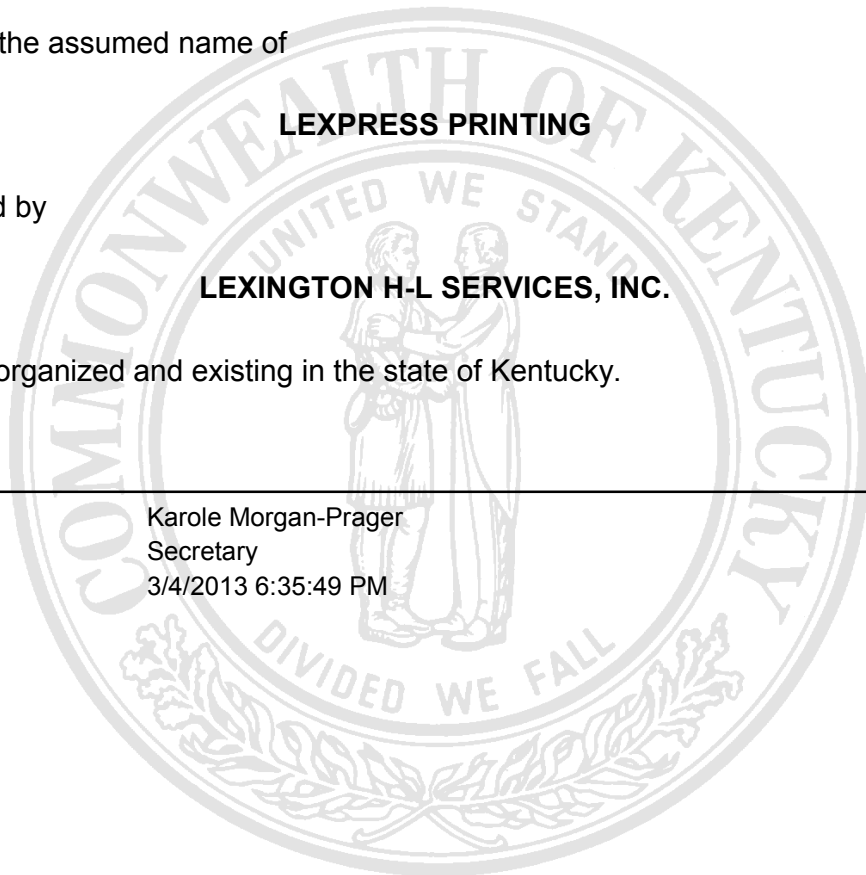 the assumed name of
LEXPRESS PRINTING
d by
LEXINGTON H-L SERVICES, INC.
organized and existing in the state of Kentucky.
Karole Morgan-Prager
Secretary
3/4/2013 6:35:49 PM
COMMONWEALTH OF KENTUCKY
UNITED WE STAND
DIVIDED WE FALL